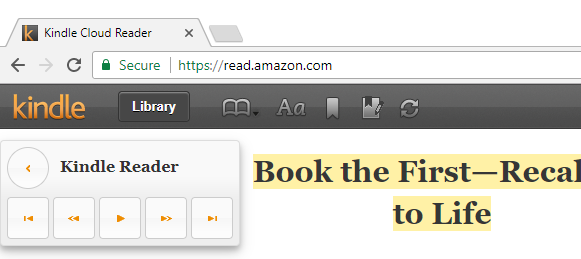 Kindle Cloud Reader
Secure https://read.amazon.com
kindle Library Aa
Kindle Reader
Book the First—Recal
to Life